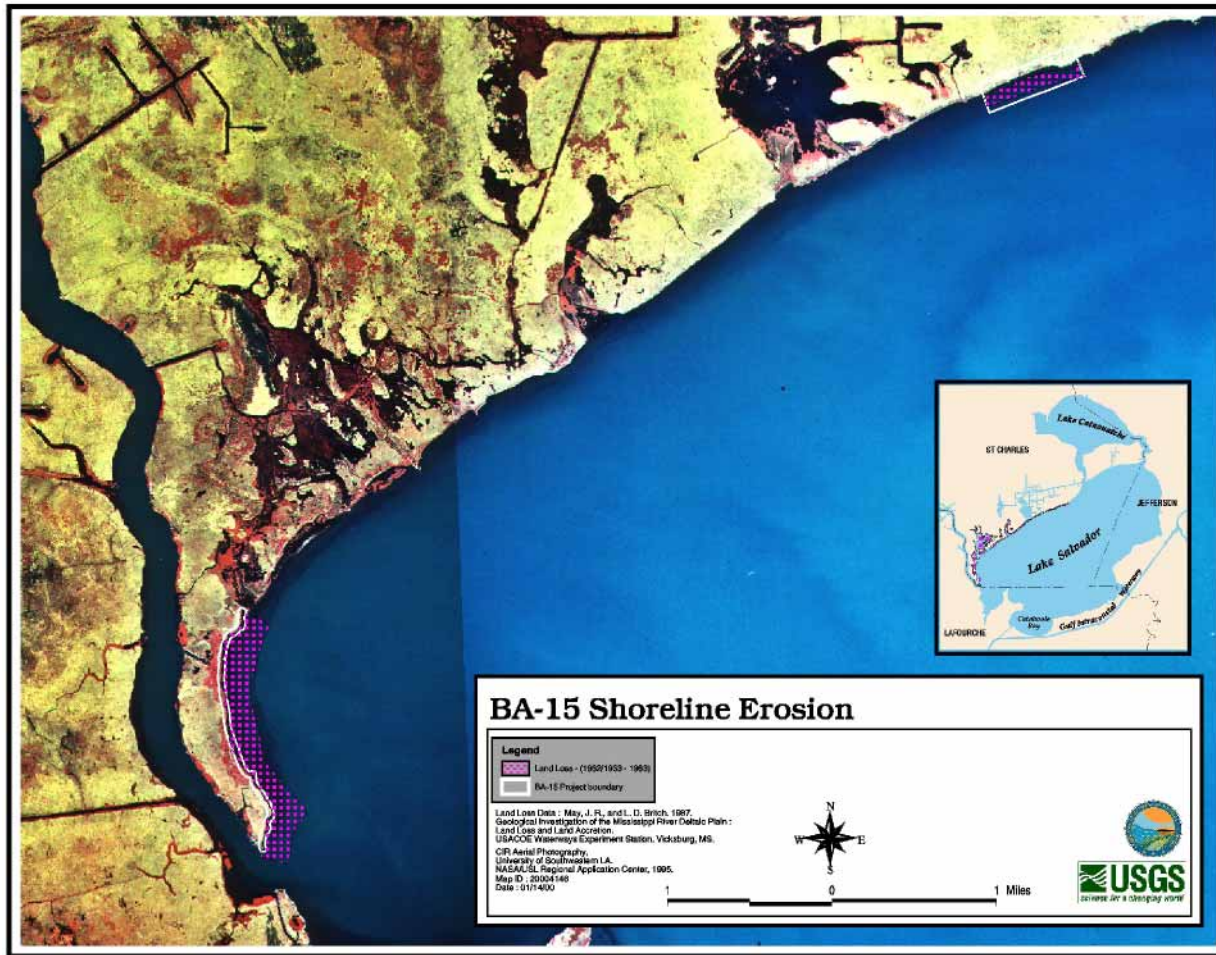 Lake Cataouatche
ST CHARLES
JEFFERSON
Lake Salvador
Catahoula
Bay
Gulf Intracoastal Waterway
LAFOURCHE
BA-15 Shoreline Erosion
Legend
Land Loss - (1952/1953 - 1983)
BA-15 Project boundary
Land Loss Data : May, J. R., and L. D. Britch. 1987.
Geological Investigation of the Mississippi River Deltaic Plain :
Land Loss and Land Accretion.
USACOE Waterways Experiment Station. Vicksburg, MS.
CIR Aerial Photography,
University of Southwestern LA.
NASA/USL Regional Application Center, 1995.
Map ID : 20004146
Date : 01/14/00
N
W E
S
1 0 1 Miles
USGS
science for a changing world